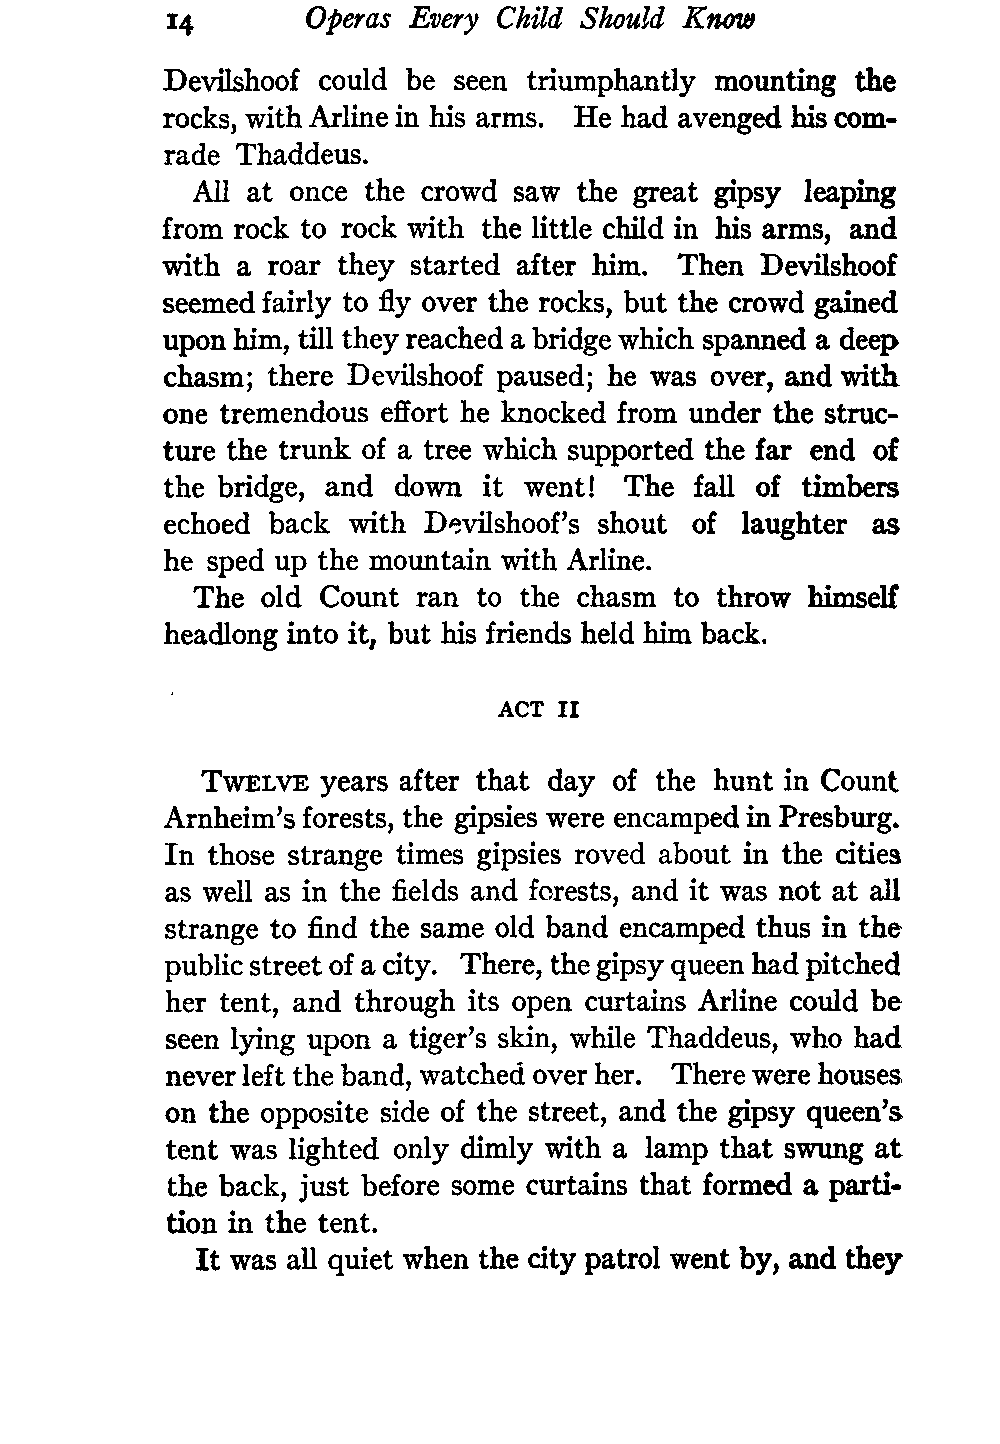 14 Operas Every Child Should Know
Devilshoof could be seen triumphantly mounting the
rocks, with Arline in his arms. He had avenged his com-
rade Thaddeus.
All at once the crowd saw the great gipsy leaping
from rock to rock with the little child in his arms, and
with a roar they started after him. Then Devilshoof
seemed fairly to fly over the rocks, but the crowd gained
upon him, till they reached a bridge which spanned a deep
chasm; there Devilshoof paused; he was over, and with
one tremendous effort he knocked from under the struc-
ture the trunk of a tree which supported the far end of
the bridge, and down it went! The fall of timbers
echoed back with Devilshoof's shout of laughter as
he sped up the mountain with Arline.
The old Count ran to the chasm to throw himself
headlong into it, but his friends held him back.
ACT II
TWELVE years after that day of the hunt in Count
Arnheim's forests, the gipsies were encamped in Presburg.
In those strange times gipsies roved about in the cities
as well as in the fields and forests, and it was not at all
strange to find the same old band encamped thus in the
public street of a city. There, the gipsy queen had pitched
her tent, and through its open curtains Arline could be
seen lying upon a tiger's skin, while Thaddeus, who had
never left the band, watched over her. There were houses
on the opposite side of the street, and the gipsy queen's
tent was lighted only dimly with a lamp that swung at
the back, just before some curtains that formed a parti-
tion in the tent.
It was all quiet when the city patrol went by, and they